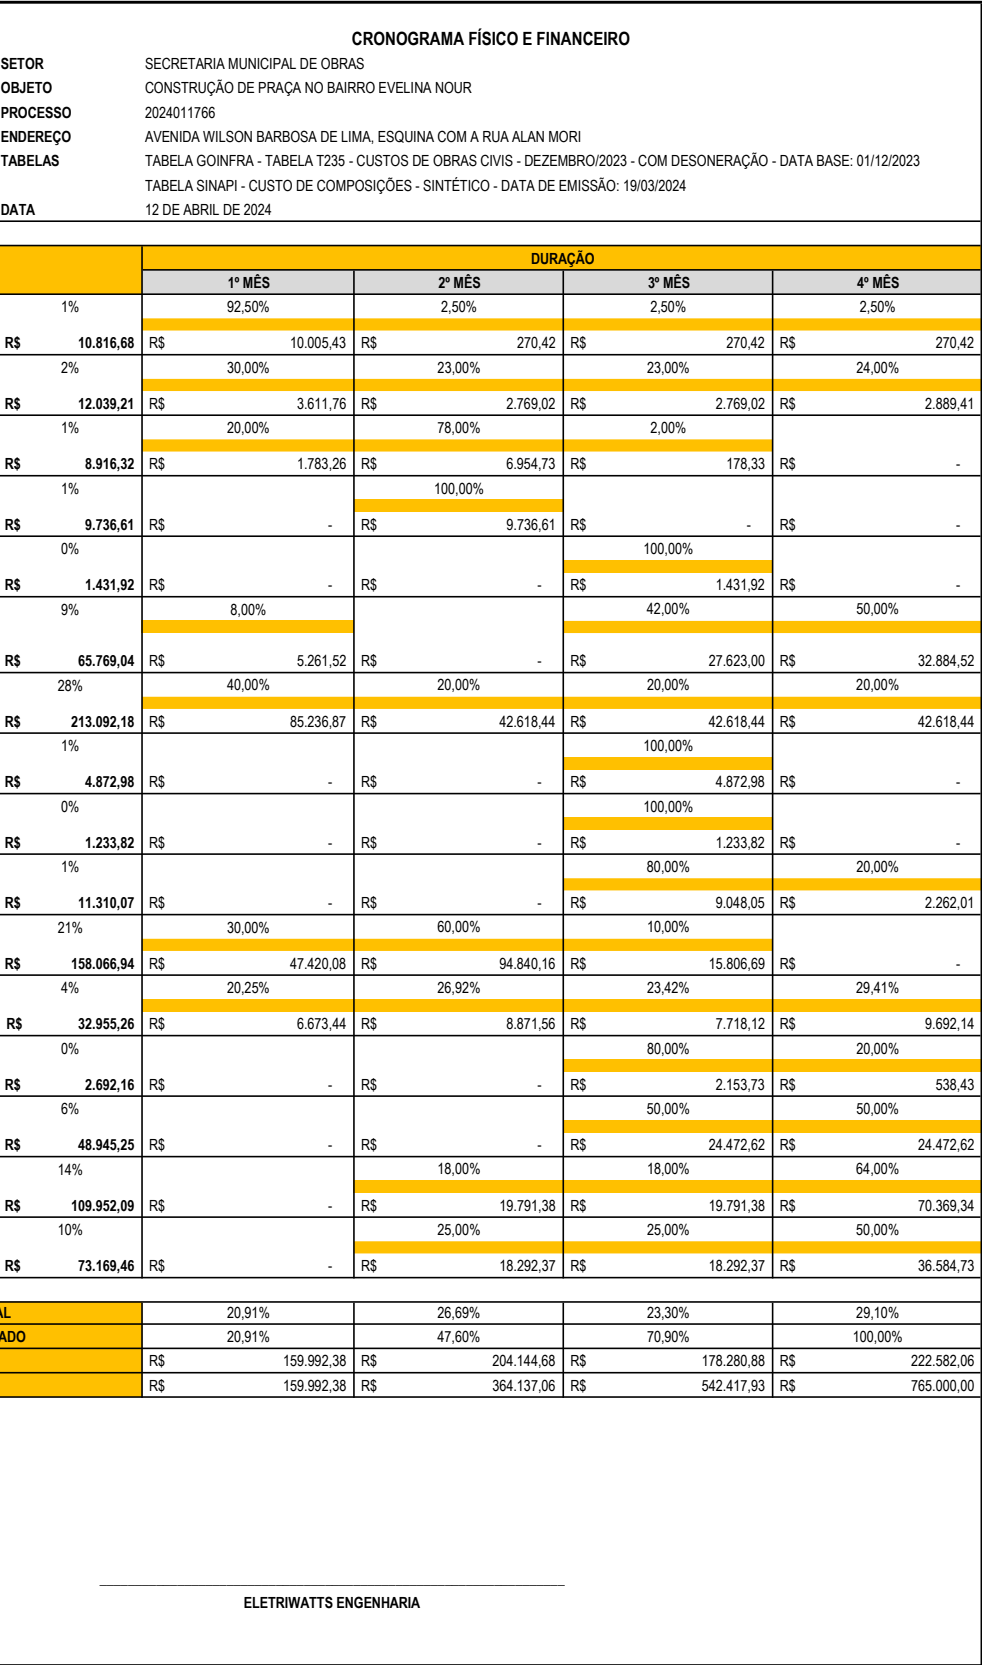 CRONOGRAMA FÍSICO E FINANCEIRO
SETOR SECRETARIA MUNICIPAL DE OBRAS
OBJETO CONSTRUÇÃO DE PRAÇA NO BAIRRO EVELINA NOUR
PROCESSO 2024011766
ENDEREÇO AVENIDA WILSON BARBOSA DE LIMA, ESQUINA COM A RUA ALAN MORI
TABELAS TABELA GOINFRA - TABELA T235 - CUSTOS DE OBRAS CIVIS - DEZEMBRO/2023 - COM DESONERAÇÃO - DATA BASE: 01/12/2023
TABELA SINAPI - CUSTO DE COMPOSIÇÕES - SINTÉTICO - DATA DE EMISSÃO: 19/03/2024
DATA 12 DE ABRIL DE 2024
DURAÇÃO
1º MÊS 2º MÊS 3º MÊS 4º MÊS
1% 92,50% 2,50% 2,50% 2,50%
R$ 10.816,68 R$ 10.005,43 R$ 270,42 R$ 270,42 R$ 270,42
2% 30,00% 23,00% 23,00% 24,00%
R$ 12.039,21 R$ 3.611,76 R$ 2.769,02 R$ 2.769,02 R$ 2.889,41
1% 20,00% 78,00% 2,00%
R$ 8.916,32 R$ 1.783,26 R$ 6.954,73 R$ 178,33 R$ -
1% 100,00%
R$ 9.736,61 R$ - R$ 9.736,61 R$ - R$ -
0% 100,00%
R$ 1.431,92 R$ - R$ - R$ 1.431,92 R$ -
9% 8,00% 42,00% 50,00%
R$ 65.769,04 R$ 5.261,52 R$ - R$ 27.623,00 R$ 32.884,52
28% 40,00% 20,00% 20,00% 20,00%
R$ 213.092,18 R$ 85.236,87 R$ 42.618,44 R$ 42.618,44 R$ 42.618,44
1% 100,00%
R$ 4.872,98 R$ - R$ - R$ 4.872,98 R$ -
0% 100,00%
R$ 1.233,82 R$ - R$ - R$ 1.233,82 R$ -
1% 80,00% 20,00%
R$ 11.310,07 R$ - R$ - R$ 9.048,05 R$ 2.262,01
21% 30,00% 60,00% 10,00%
R$ 158.066,94 R$ 47.420,08 R$ 94.840,16 R$ 15.806,69 R$ -
4% 20,25% 26,92% 23,42% 29,41%
R$ 32.955,26 R$ 6.673,44 R$ 8.871,56 R$ 7.718,12 R$ 9.692,14
0% 80,00% 20,00%
R$ 2.692,16 R$ - R$ - R$ 2.153,73 R$ 538,43
6% 50,00% 50,00%
R$ 48.945,25 R$ - R$ - R$ 24.472,62 R$ 24.472,62
14% 18,00% 18,00% 64,00%
R$ 109.952,09 R$ - R$ 19.791,38 R$ 19.791,38 R$ 70.369,34
10% 25,00% 25,00% 50,00%
R$ 73.169,46 R$ - R$ 18.292,37 R$ 18.292,37 R$ 36.584,73
AL 20,91% 26,69% 23,30% 29,10%
ADO 20,91% 47,60% 70,90% 100,00%
R$ 159.992,38 R$ 204.144,68 R$ 178.280,88 R$ 222.582,06
R$ 159.992,38 R$ 364.137,06 R$ 542.417,93 R$ 765.000,00
ELETRIWATTS ENGENHARIA